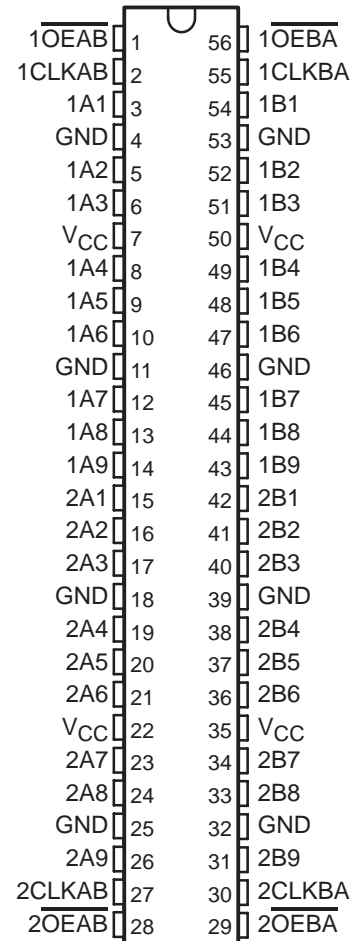 1OEAB 1 56 1OEBA
1CLKAB 2 55 1CLKBA
1A1 3 54 1B1
GND 4 53 GND
1A2 5 52 1B2
1A3 6 51 1B3
VCC 7 50 VCC
1A4 8 49 1B4
1A5 9 48 1B5
1A6 10 47 1B6
GND 11 46 GND
1A7 12 45 1B7
1A8 13 44 1B8
1A9 14 43 1B9
2A1 15 42 2B1
2A2 16 41 2B2
2A3 17 40 2B3
GND 18 39 GND
2A4 19 38 2B4
2A5 20 37 2B5
2A6 21 36 2B6
VCC 22 35 VCC
2A7 23 34 2B7
2A8 24 33 2B8
GND 25 32 GND
2A9 26 31 2B9
2CLKAB 27 30 2CLKBA
2OEAB 28 29 2OEBA